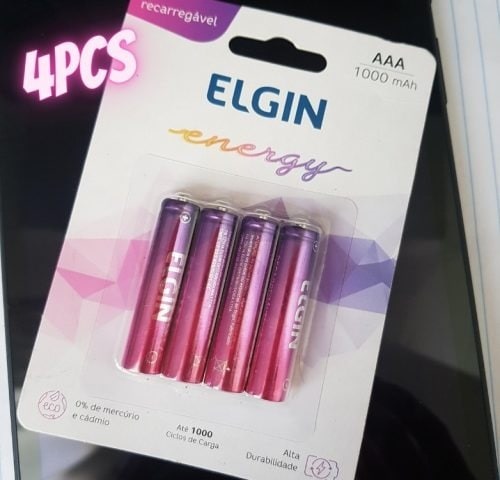 recarregável
4PCS
AAA
1000 mAh
ELGIN
energy
ELGIN
ELGIN
eco
0% de mercúrio
e cádmio
Até 1000
Ciclos de Carga
Alta
Durabilidade